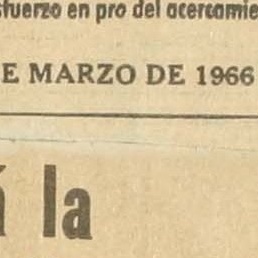 sfuerzo en pro del acercamie
E MARZO DE 1966
á la